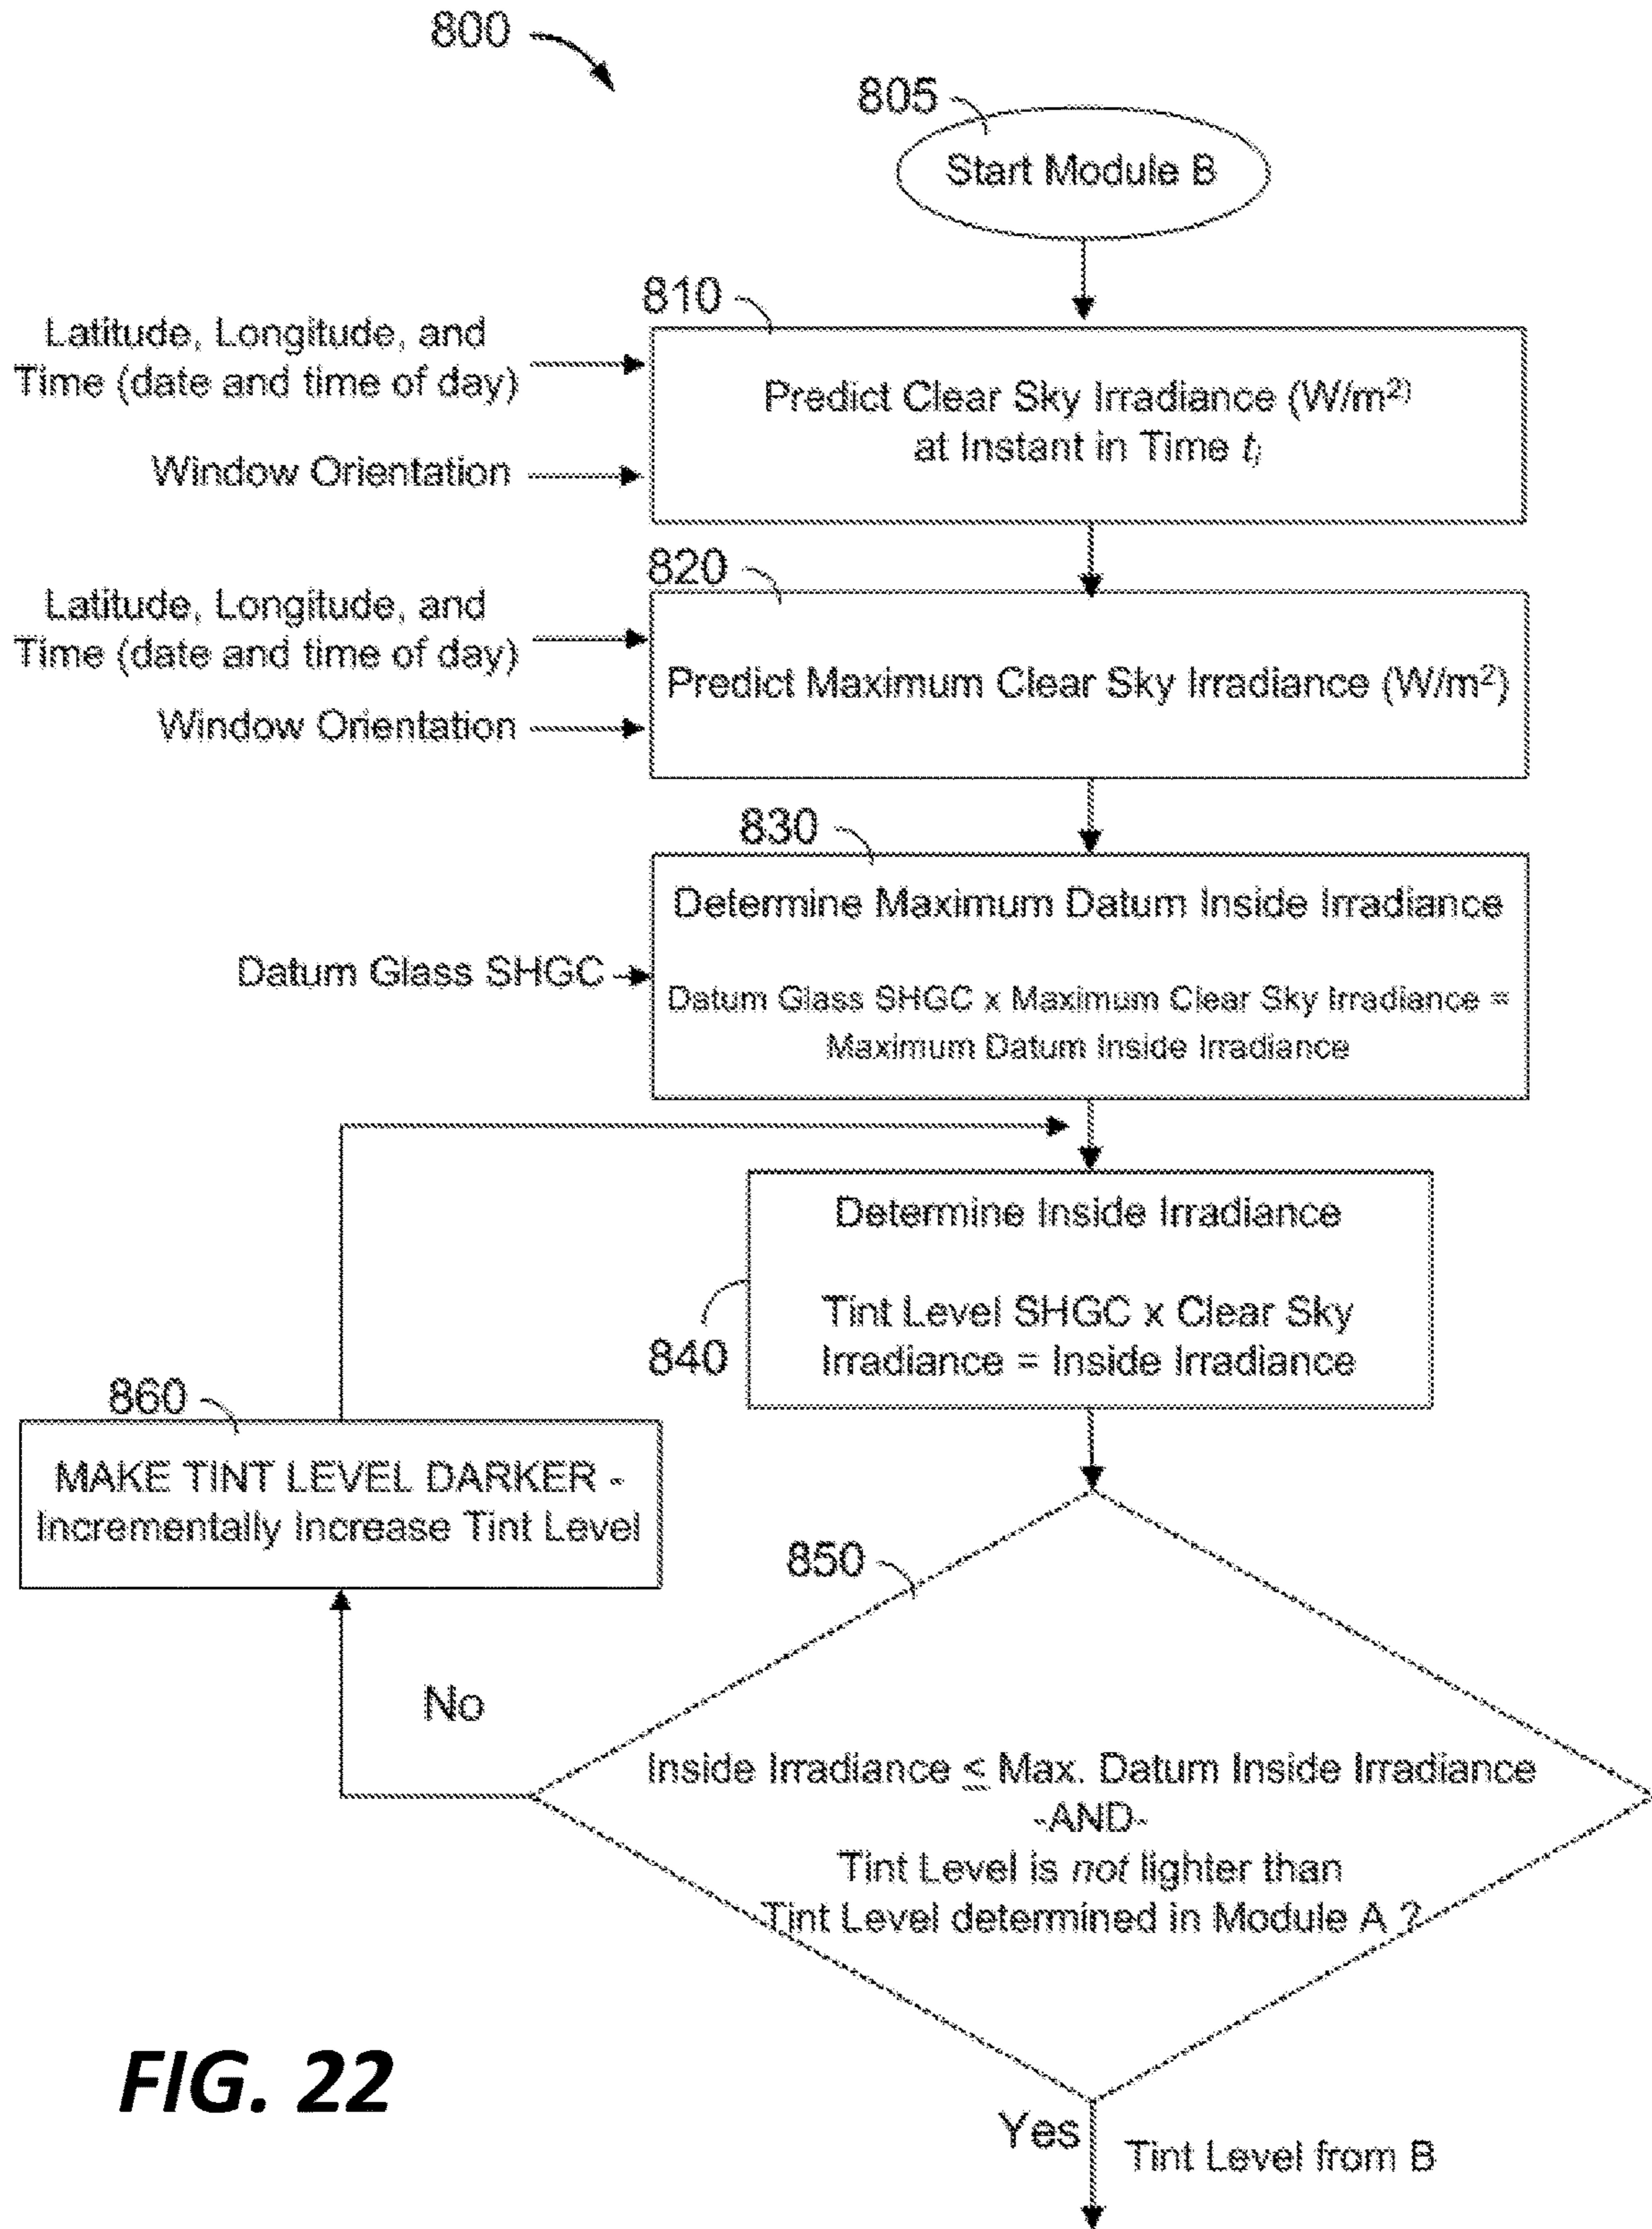 800
805
Start Module B
810
Latitude, Longitude, and
Time (date and time of day)
Window Orientation
Predict Clear Sky Irradiance (W/m²)
at Instant in Time tᵢ
820
Latitude, Longitude, and
Time (date and time of day)
Window Orientation
Predict Maximum Clear Sky Irradiance (W/m²)
830
Datum Glass SHGC
Determine Maximum Datum Inside Irradiance
Datum Glass SHGC x Maximum Clear Sky Irradiance =
Maximum Datum Inside Irradiance
840
Determine Inside Irradiance
Tint Level SHGC x Clear Sky
Irradiance = Inside Irradiance
860
MAKE TINT LEVEL DARKER -
Incrementally Increase Tint Level
850
No
Inside Irradiance ≤ Max. Datum Inside Irradiance
-AND-
Tint Level is not lighter than
Tint Level determined in Module A ?
Yes
Tint Level from B
FIG. 22